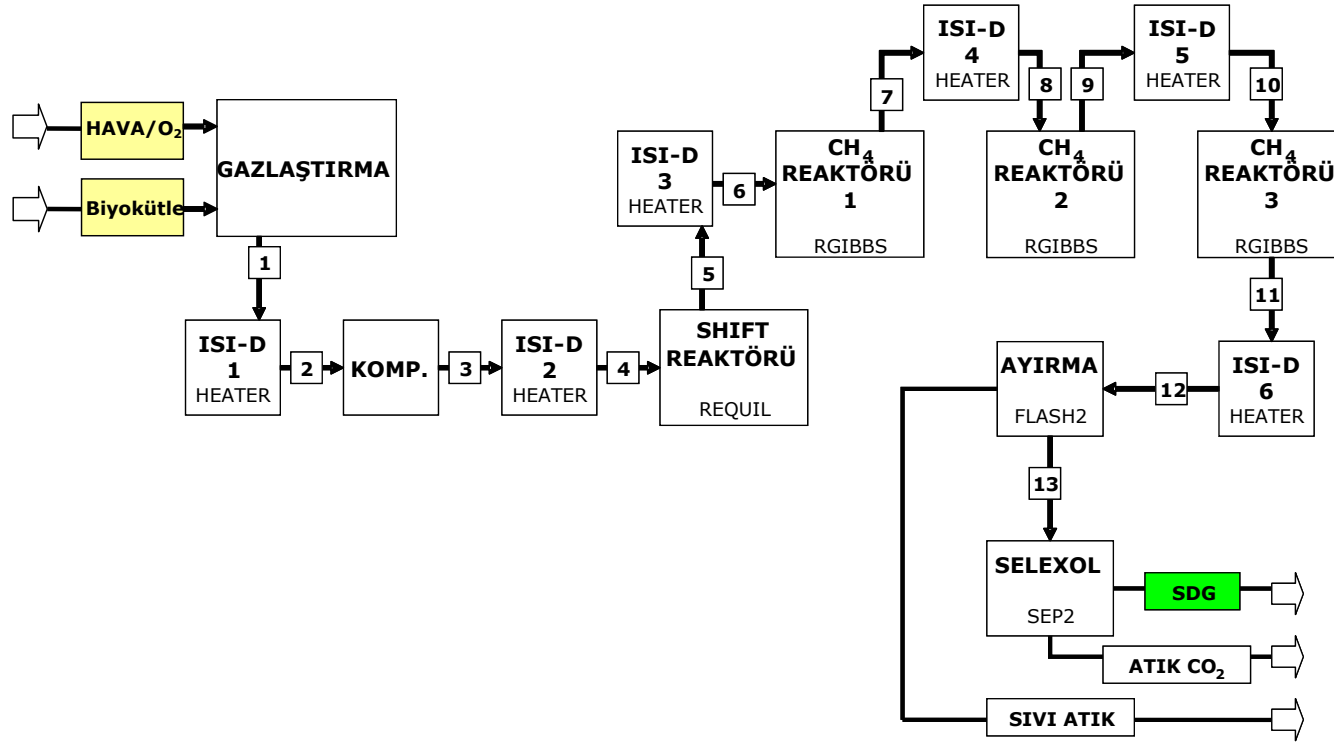 HAVA/O₂
Biyokütle
GAZLAŞTIRMA
1
ISI-D
1
HEATER
2
KOMP.
3
ISI-D
2
HEATER
4
SHIFT
REAKTÖRÜ
REQUIL
5
ISI-D
3
HEATER
6
CH₄
REAKTÖRÜ
1
RGIBBS
7
ISI-D
4
HEATER
8
CH₄
REAKTÖRÜ
2
RGIBBS
9
ISI-D
5
HEATER
10
CH₄
REAKTÖRÜ
3
RGIBBS
11
ISI-D
6
HEATER
12
AYIRMA
FLASH2
13
SELEXOL
SEP2
SDG
ATIK CO₂
SIVI ATIK